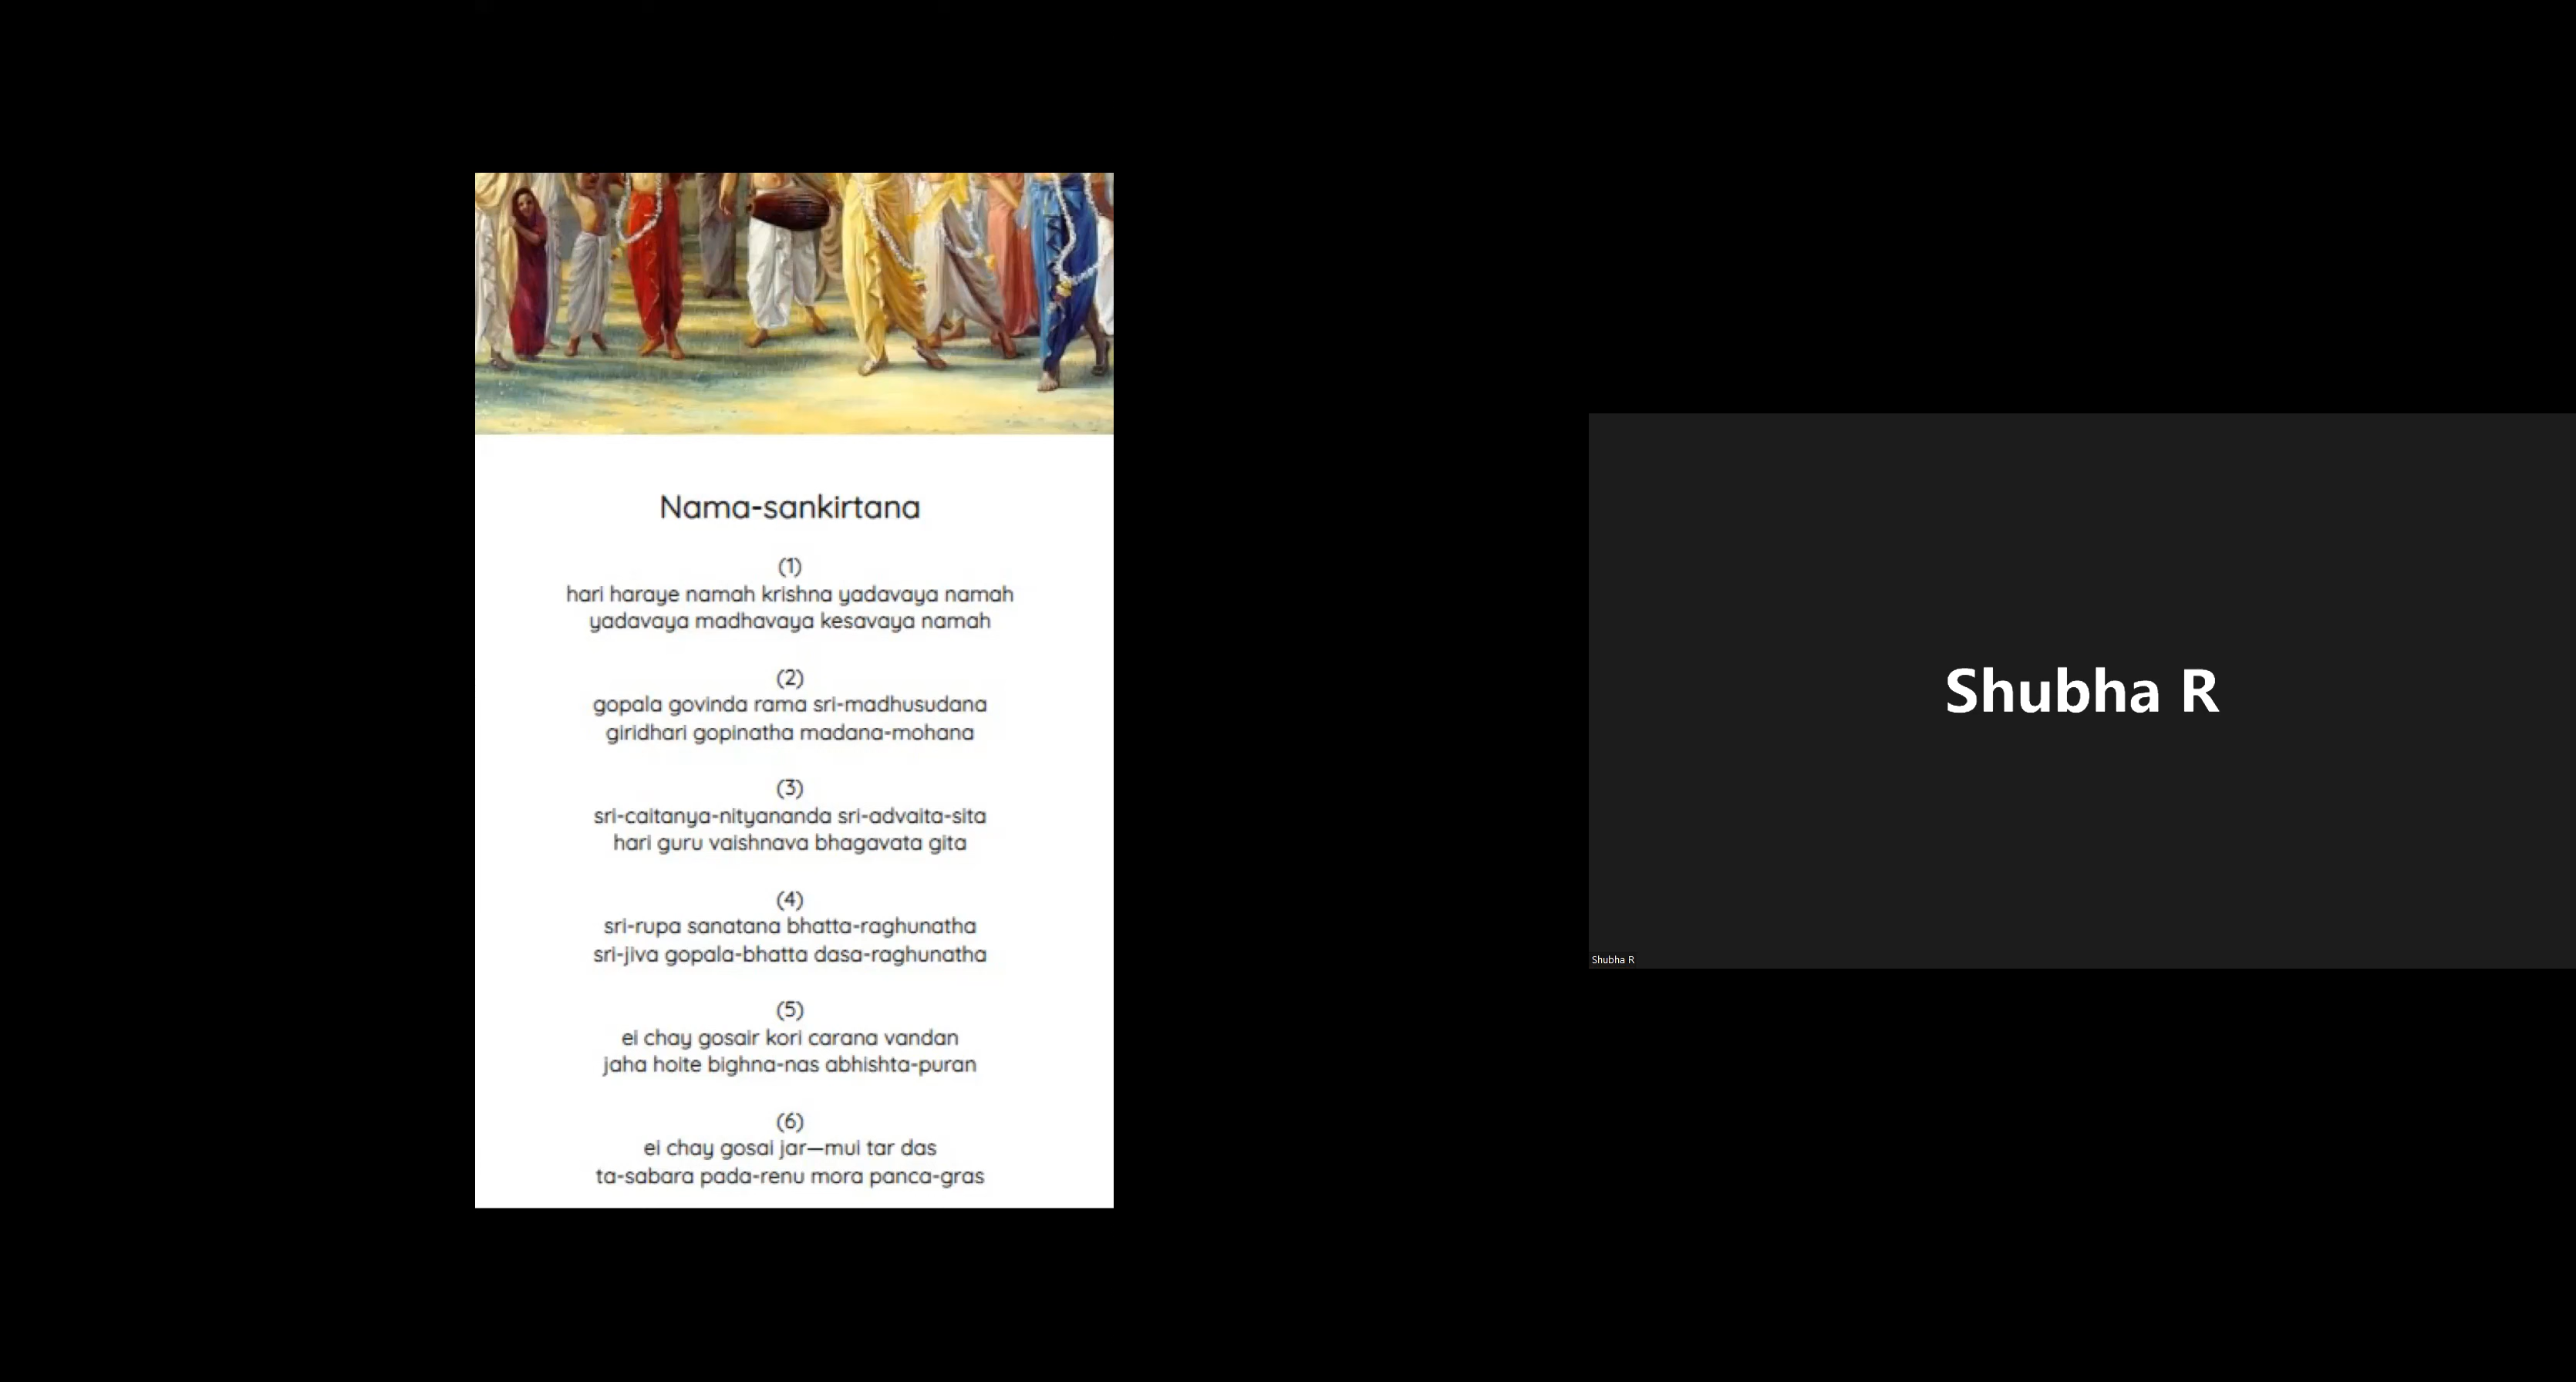 Nama-sankirtana
(1)
hari haraye namah krishna yadavaya namah
yadavaya madhavaya kesavaya namah
(2)
gopala govinda rama sri-madhusudana
giridhari gopinatha madana-mohana
(3)
sri-caitanya-nityananda sri-advaita-sita
hari guru vaishnava bhagavata gita
(4)
sri-rupa sanatana bhatta-raghunatha
sri-jiva gopala-bhatta dasa-raghunatha
(5)
ei chay gosair kori carana vandan
jaha hoite bighna-nas abhishta-puran
(6)
ei chay gosai jar—mui tar das
ta-sabara pada-renu mora panca-gras
Shubha R
Shubha R